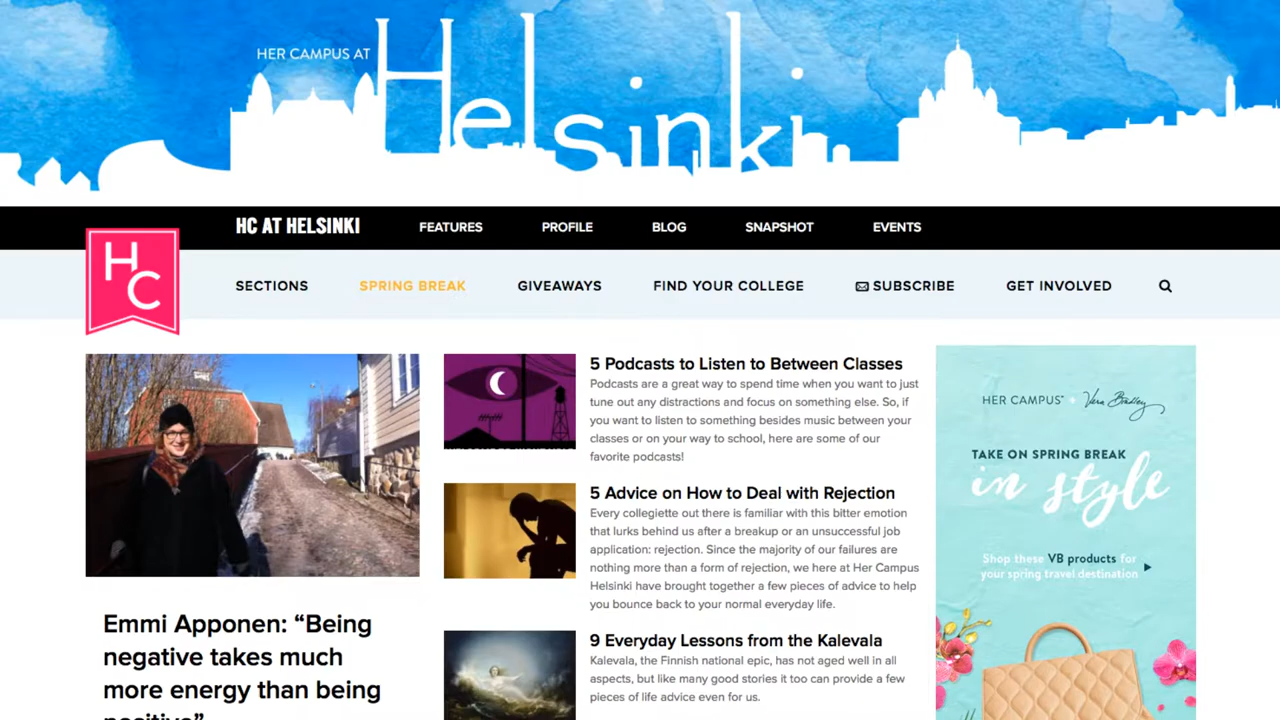 HER CAMPUS AT
Helsinki
HC AT HELSINKI
FEATURES
PROFILE
BLOG
SNAPSHOT
EVENTS
HC
SECTIONS
SPRING BREAK
GIVEAWAYS
FIND YOUR COLLEGE
SUBSCRIBE
GET INVOLVED
Emmi Apponen: “Being
negative takes much
more energy than being
positive”
5 Podcasts to Listen to Between Classes
Podcasts are a great way to spend time when you want to just
tune out any distractions and focus on something else. So, if
you want to listen to something besides music between your
classes or on your way to school, here are some of our
favorite podcasts!
5 Advice on How to Deal with Rejection
Every collegiette out there is familiar with this bitter emotion
that lurks behind us after a breakup or an unsuccessful job
application: rejection. Since the majority of our failures are
nothing more than a form of rejection, we here at Her Campus
Helsinki have brought together a few pieces of advice to help
you bounce back to your normal everyday life.
9 Everyday Lessons from the Kalevala
Kalevala, the Finnish national epic, has not aged well in all
aspects, but like many good stories it too can provide a few
pieces of life advice even for us.
HER CAMPUS + Vera Bradley
TAKE ON SPRING BREAK
in style
Shop these VB products for
your spring travel destination